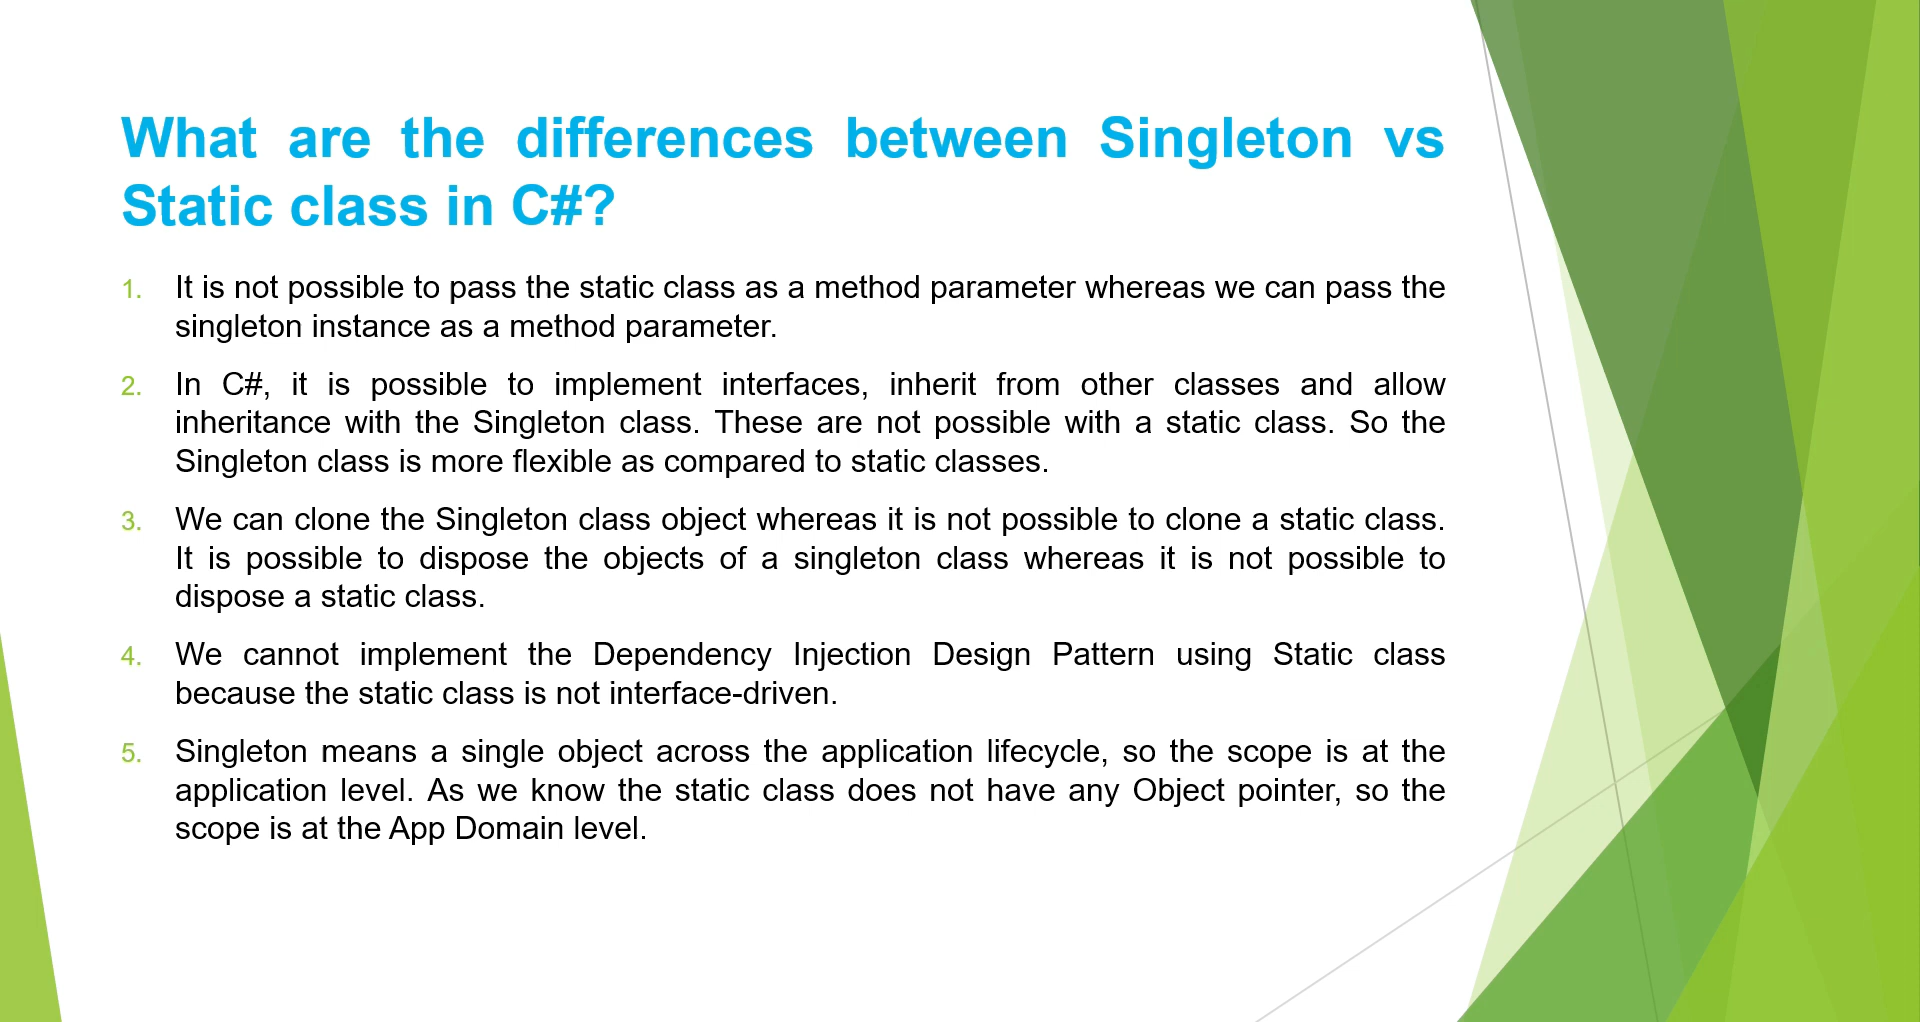 What are the differences between Singleton vs
Static class in C#?
1. It is not possible to pass the static class as a method parameter whereas we can pass the
singleton instance as a method parameter.
2. In C#, it is possible to implement interfaces, inherit from other classes and allow
inheritance with the Singleton class. These are not possible with a static class. So the
Singleton class is more flexible as compared to static classes.
3. We can clone the Singleton class object whereas it is not possible to clone a static class.
It is possible to dispose the objects of a singleton class whereas it is not possible to
dispose a static class.
4. We cannot implement the Dependency Injection Design Pattern using Static class
because the static class is not interface-driven.
5. Singleton means a single object across the application lifecycle, so the scope is at the
application level. As we know the static class does not have any Object pointer, so the
scope is at the App Domain level.